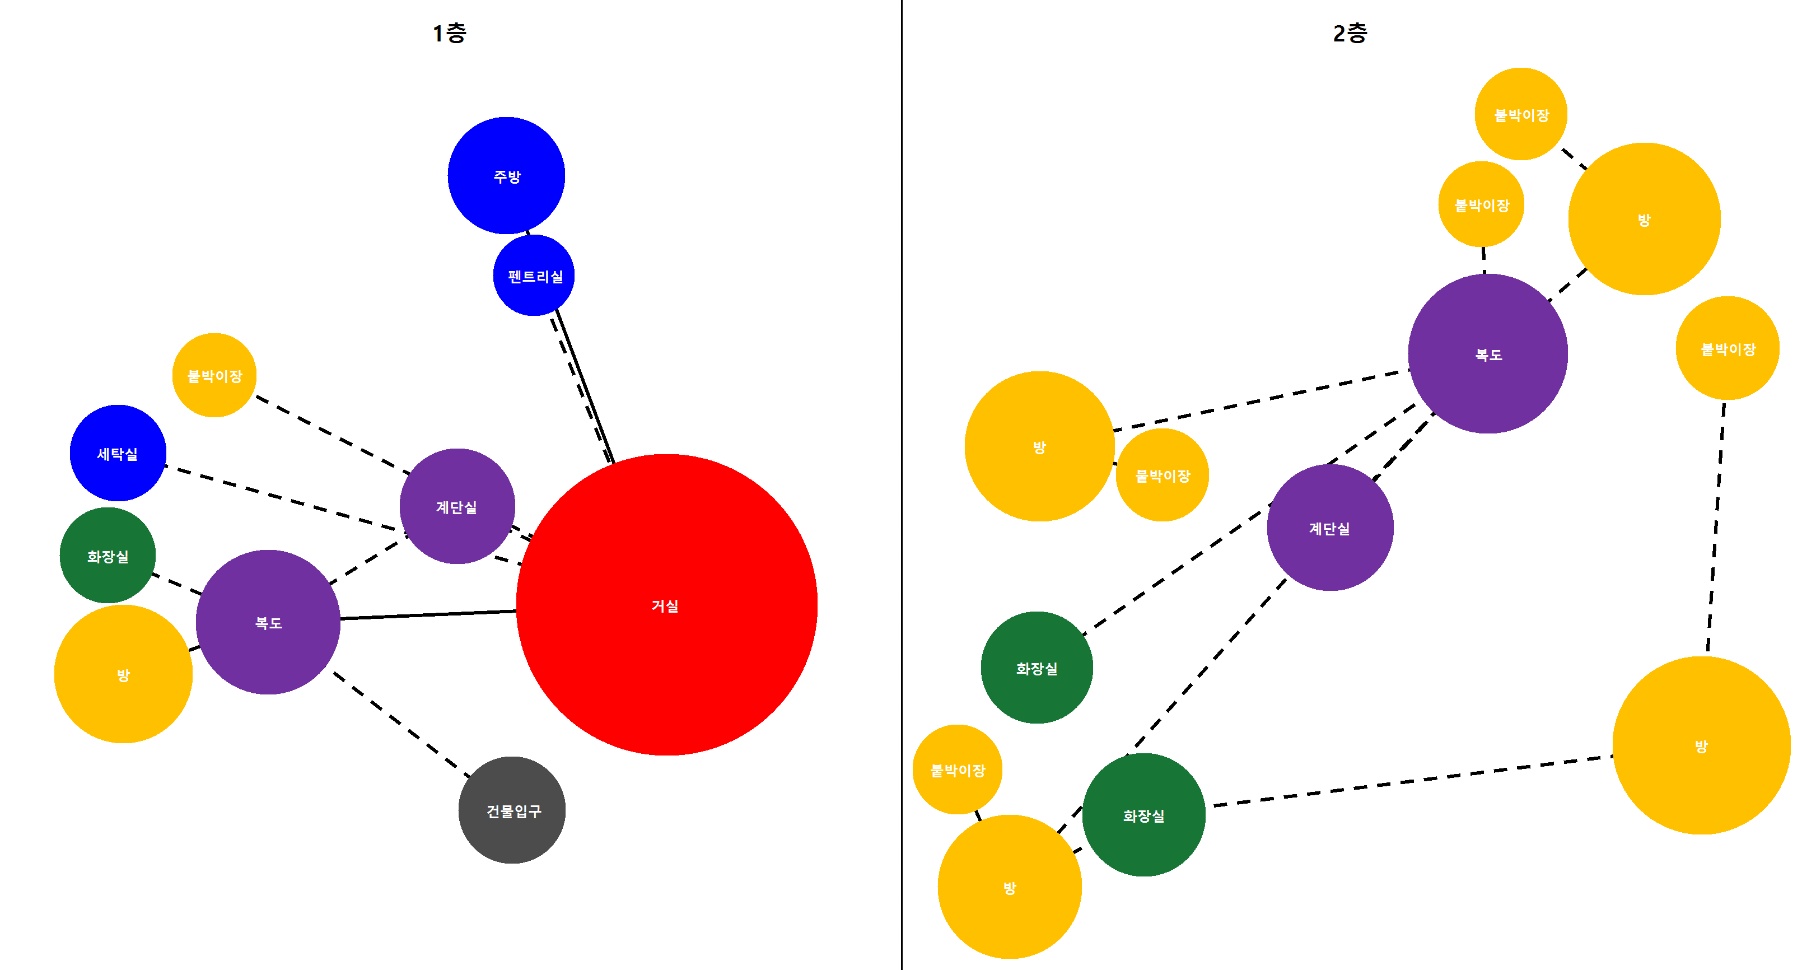 1층
주방
펜트리실
붙박이장
세탁실
계단실
화장실
거실
복도
방
건물입구
2층
붙박이장
붙박이장
방
붙박이장
복도
방
붙박이장
계단실
화장실
방
붙박이장
화장실
방